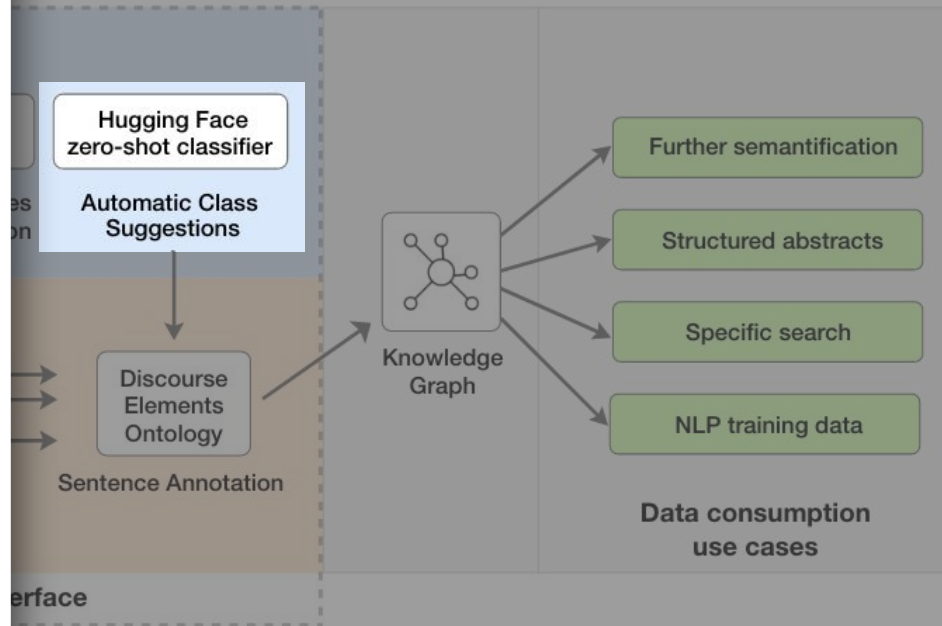 Hugging Face
zero-shot classifier
Automatic Class
Suggestions
Discourse
Elements
Ontology
Sentence Annotation
Knowledge
Graph
Further semantification
Structured abstracts
Specific search
NLP training data
Data consumption
use cases